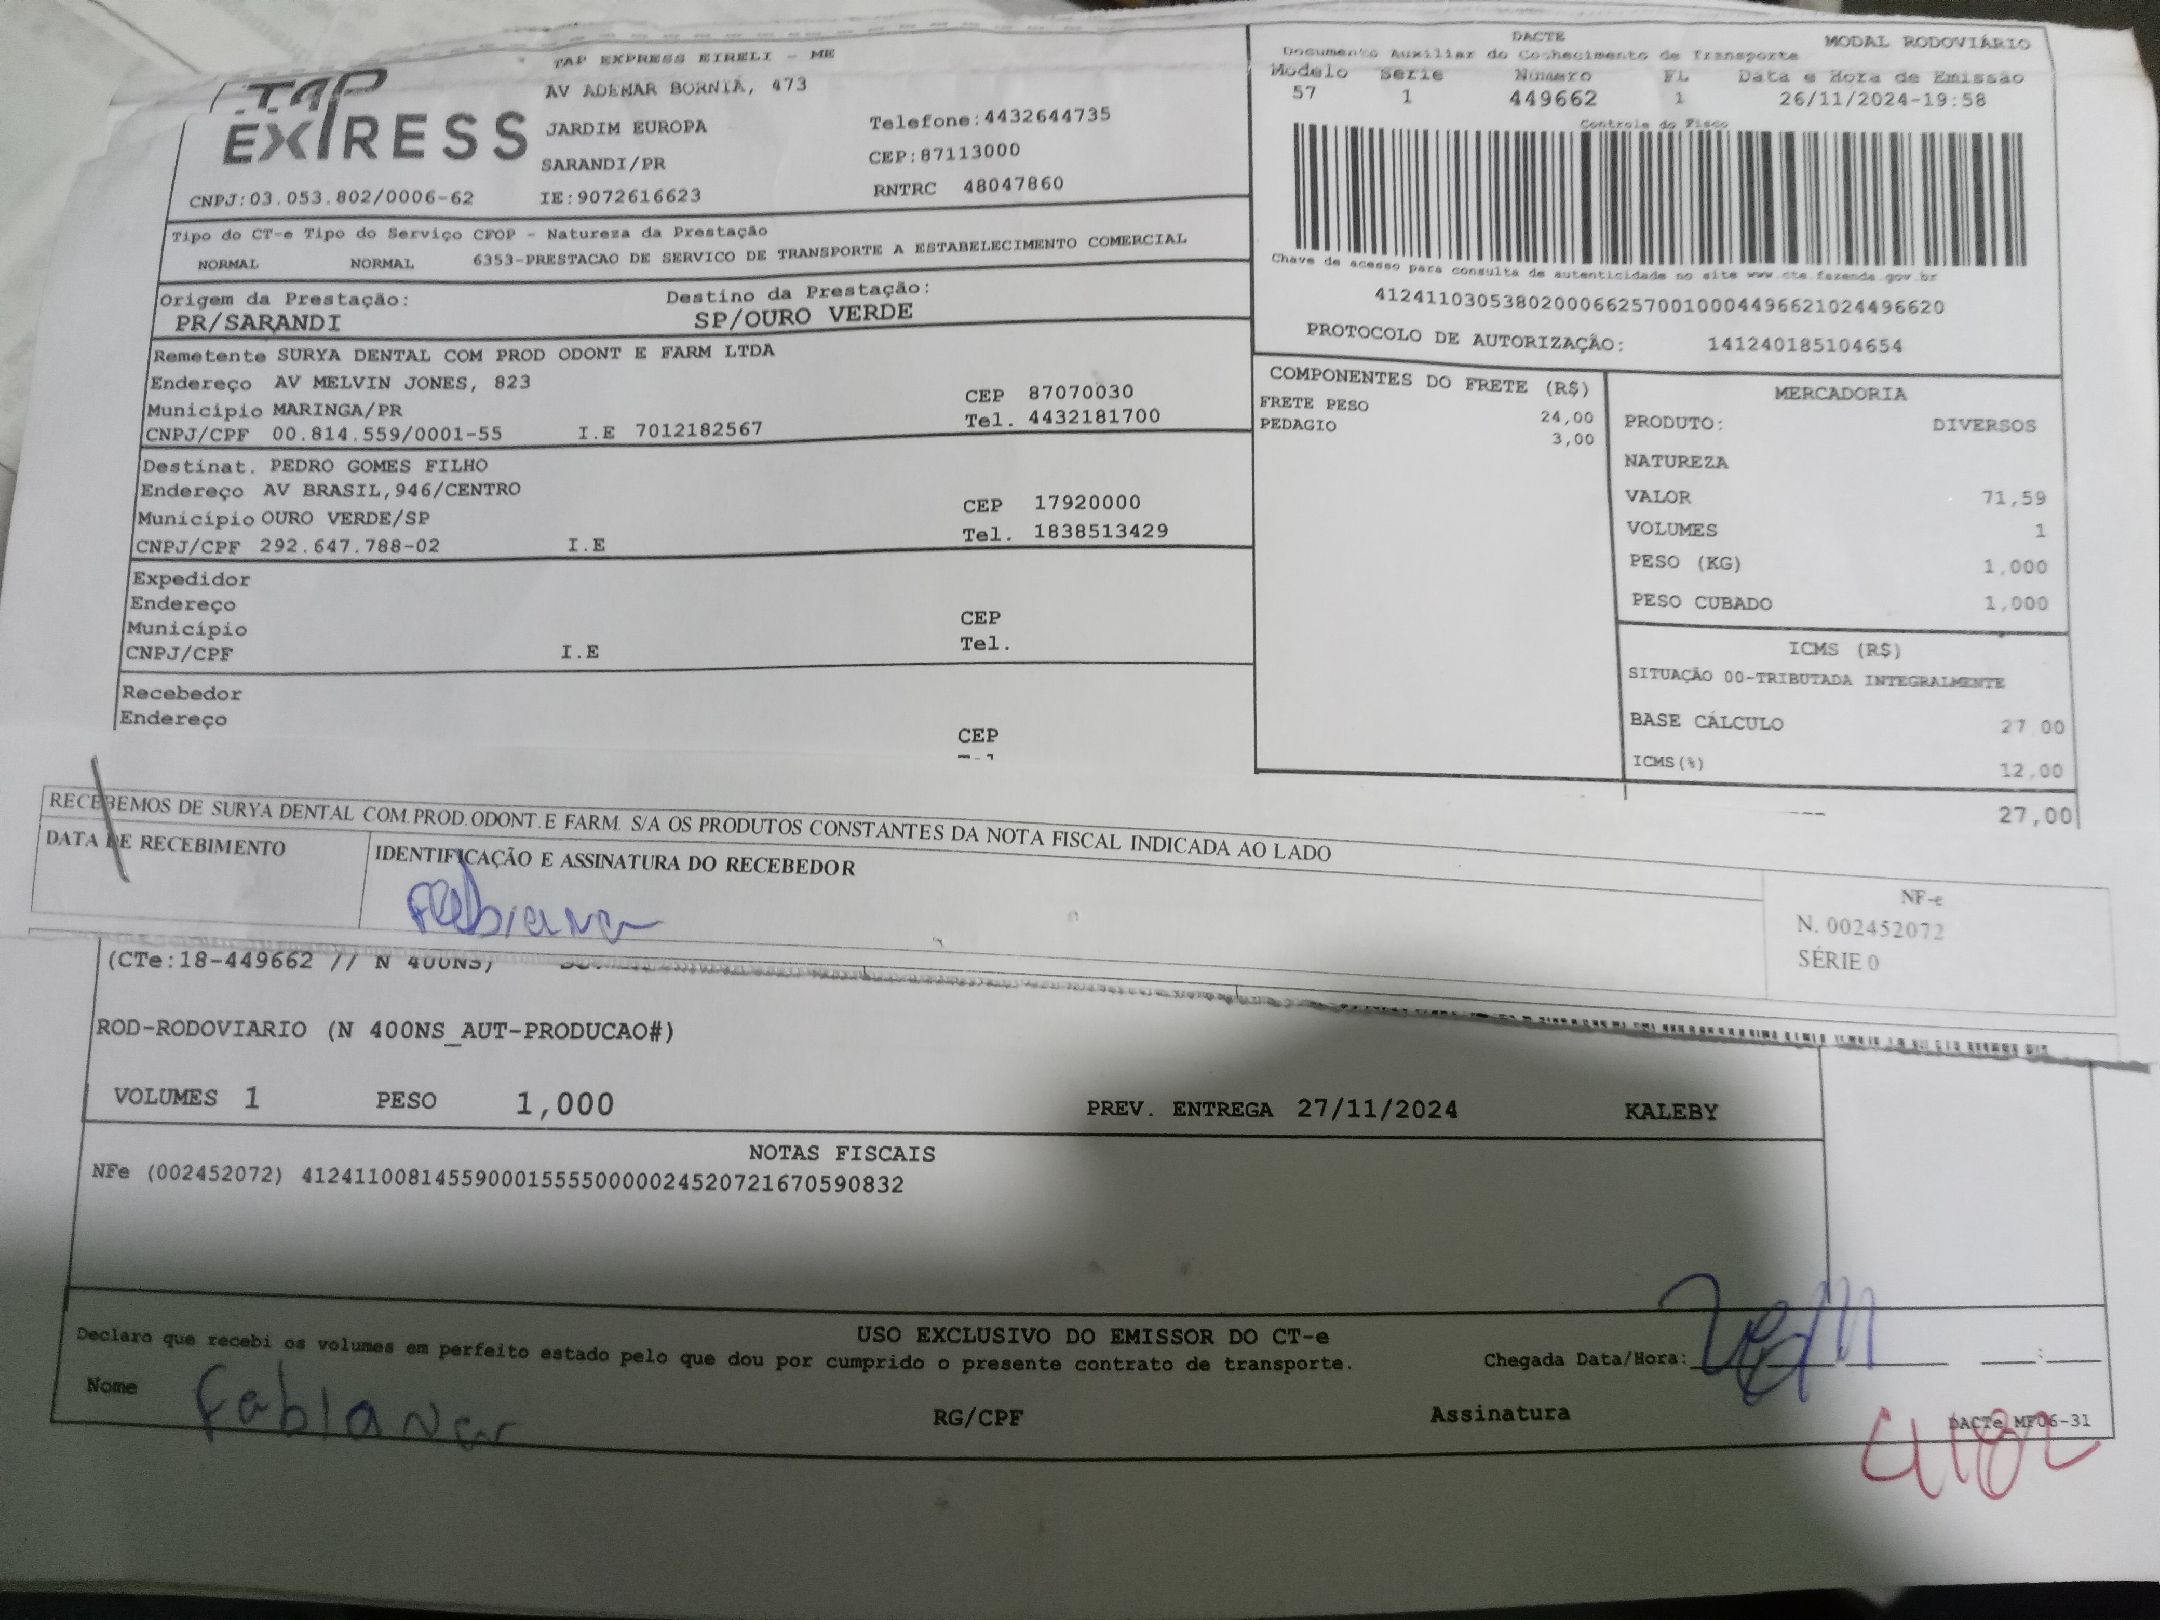 TAP EXPRESS
TAP EXPRESS EIRELI - ME
AV ADEMAR BORNIA, 473
JARDIM EUROPA
Telefone:4432644735
SARANDI/PR
CEP:87113000
CNPJ:03.053.802/0006-62 IE:9072616623 RNTRC 48047860
DACTE MODAL RODOVIÁRIO
Documento Auxiliar do Conhecimento de Transporte
Modelo Serie Número FL Data e Hora de Emissão
57 1 449662 1 26/11/2024-19:58
Controle do Fisco
Chave de acesso para consulta de autenticidade no site www.cte.fazenda.gov.br
41241103053802000662570010004496621024496620
PROTOCOLO DE AUTORIZAÇÃO: 141240185104654
Tipo do CT-e Tipo do Serviço CFOP - Natureza da Prestação
NORMAL NORMAL 6353-PRESTACAO DE SERVICO DE TRANSPORTE A ESTABELECIMENTO COMERCIAL
Origem da Prestação: Destino da Prestação:
PR/SARANDI SP/OURO VERDE
Remetente SURYA DENTAL COM PROD ODONT E FARM LTDA
Endereço AV MELVIN JONES, 823 CEP 87070030
Município MARINGA/PR Tel. 4432181700
CNPJ/CPF 00.814.559/0001-55 I.E 7012182567
Destinat. PEDRO GOMES FILHO
Endereço AV BRASIL,946/CENTRO CEP 17920000
Município OURO VERDE/SP Tel. 1838513429
CNPJ/CPF 292.647.788-02 I.E
Expedidor
Endereço CEP
Município Tel.
CNPJ/CPF I.E
Recebedor
Endereço
CEP
COMPONENTES DO FRETE (R$)
FRETE PESO 24,00
PEDAGIO 3,00
MERCADORIA
PRODUTO: DIVERSOS
NATUREZA
VALOR 71,59
VOLUMES 1
PESO (KG) 1,000
PESO CUBADO 1,000
ICMS (R$)
SITUAÇÃO 00-TRIBUTADA INTEGRALMENTE
BASE CÁLCULO 27 00
ICMS(%) 12,00
27,00
RECEBEMOS DE SURYA DENTAL COM.PROD.ODONT.E FARM. S/A OS PRODUTOS CONSTANTES DA NOTA FISCAL INDICADA AO LADO
DATA DE RECEBIMENTO IDENTIFICAÇÃO E ASSINATURA DO RECEBEDOR
Fabiana
NF-e
N. 002452072
SÉRIE 0
(CTe:18-449662 // N 400NS)
ROD-RODOVIARIO (N 400NS_AUT-PRODUCAO#)
VOLUMES 1 PESO 1,000 PREV. ENTREGA 27/11/2024 KALEBY
NOTAS FISCAIS
NFe (002452072) 41241100814559000155550000024520721670590832
USO EXCLUSIVO DO EMISSOR DO CT-e
Declaro que recebi os volumes em perfeito estado pelo que dou por cumprido o presente contrato de transporte.
Chegada Data/Hora: :
Nome Fabiana RG/CPF Assinatura
DACTe MF06-31